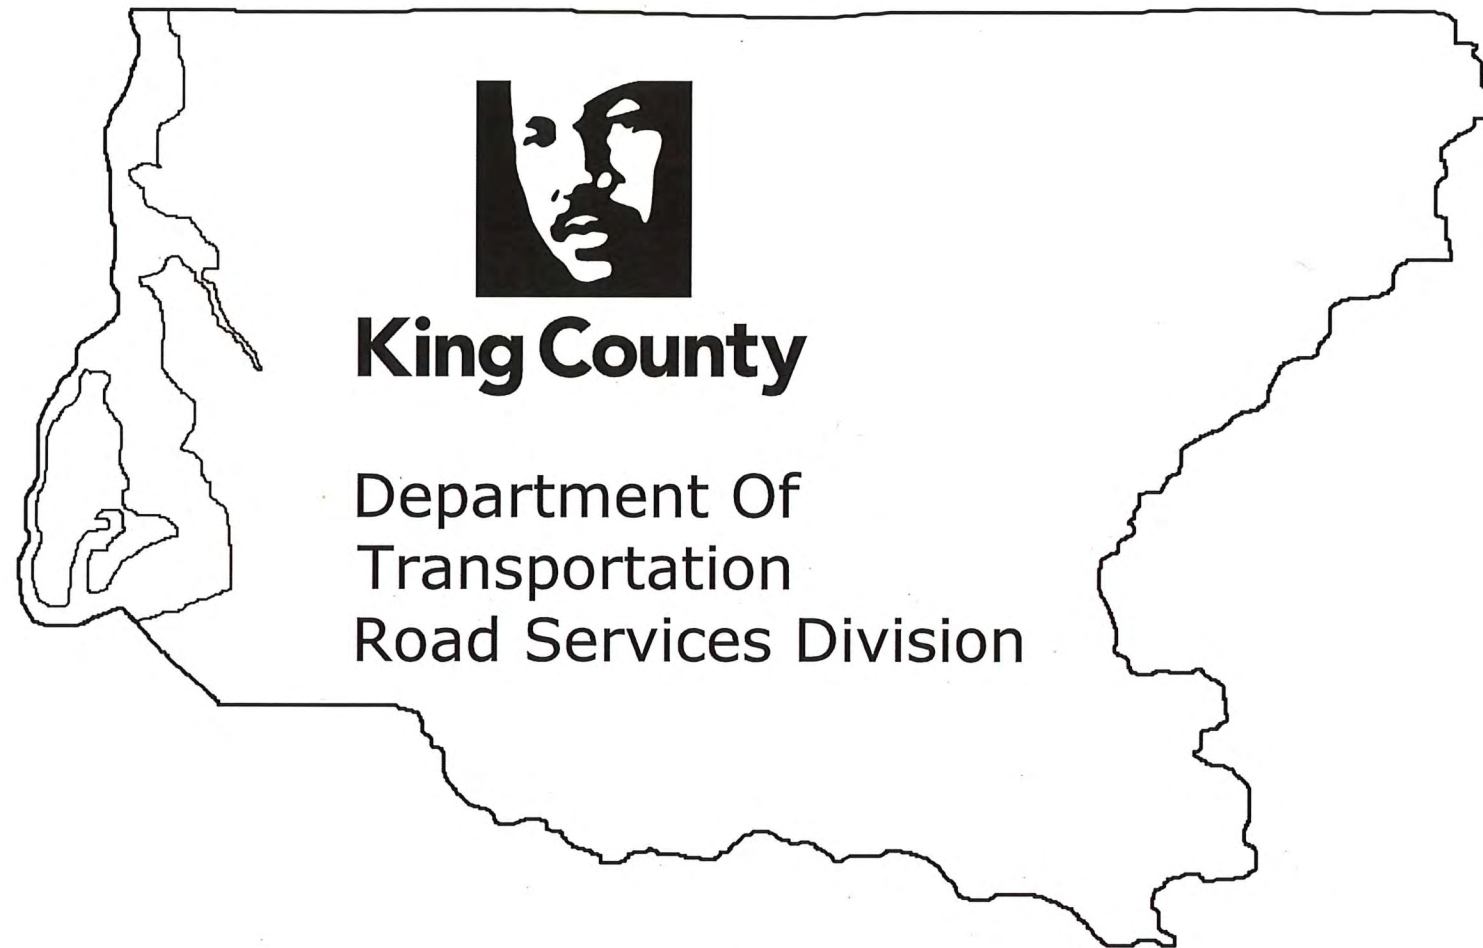 King County
Department Of
Transportation
Road Services Division